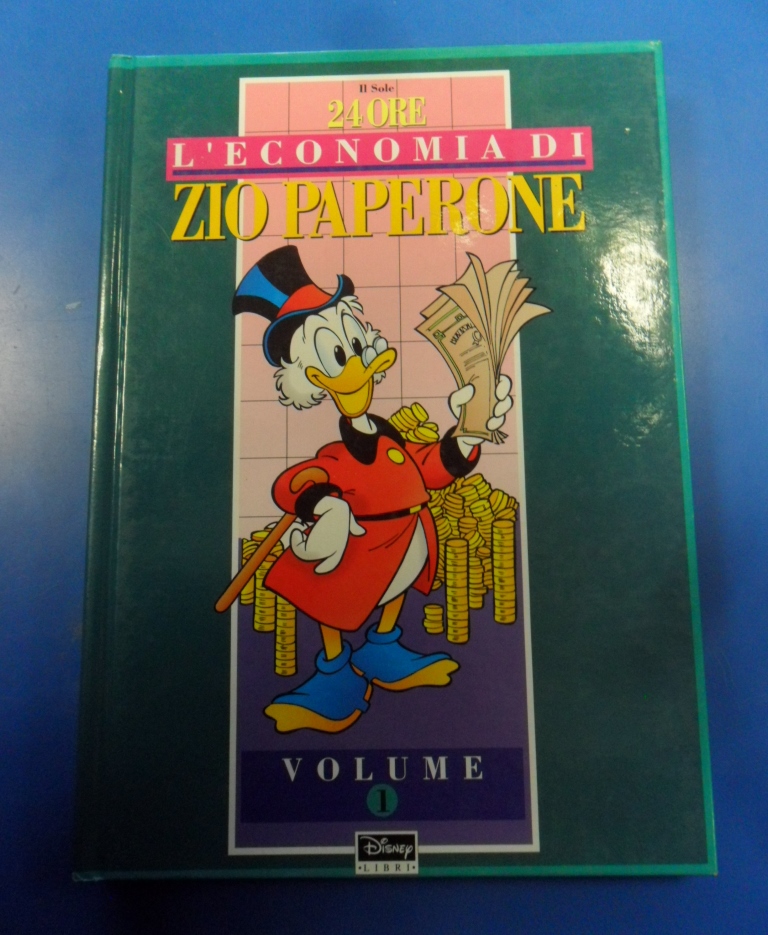 Il Sole
24 ORE
L'ECONOMIA DI
ZIO PAPERONE
VOLUME
1
DISNEY
•LIBRI•